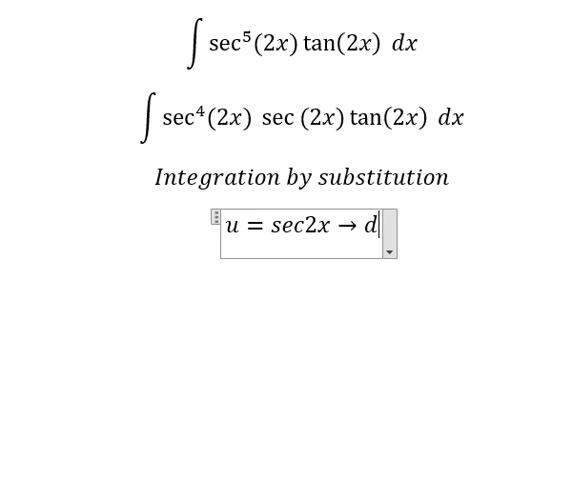 ∫ sec⁵(2x) tan(2x) dx
∫ sec⁴(2x) sec (2x) tan(2x) dx
Integration by substitution
u = sec2x → d